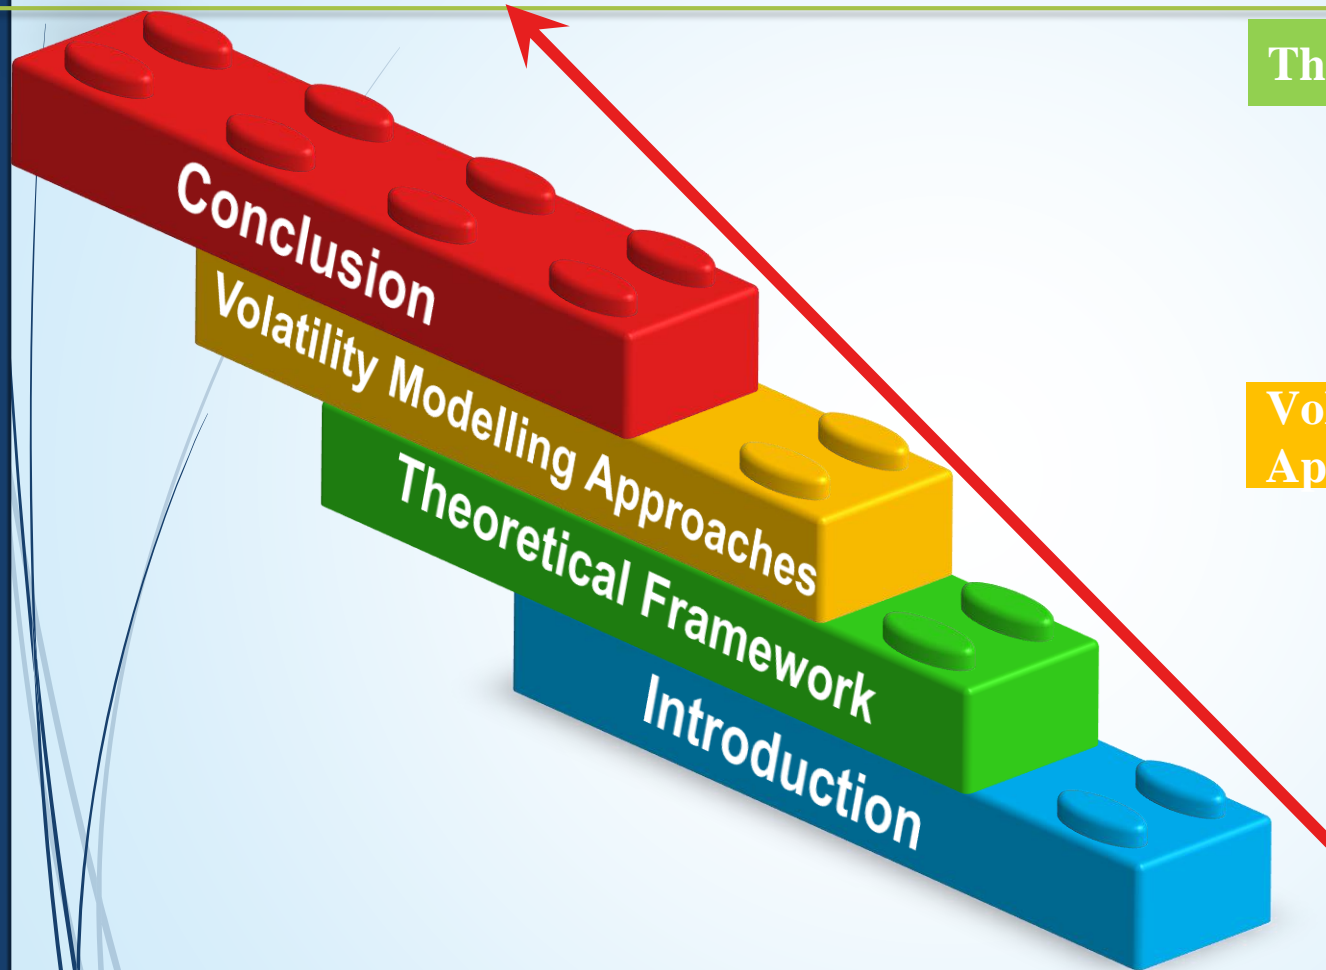 Conclusion
Volatility Modelling Approaches
Theoretical Framework
Introduction